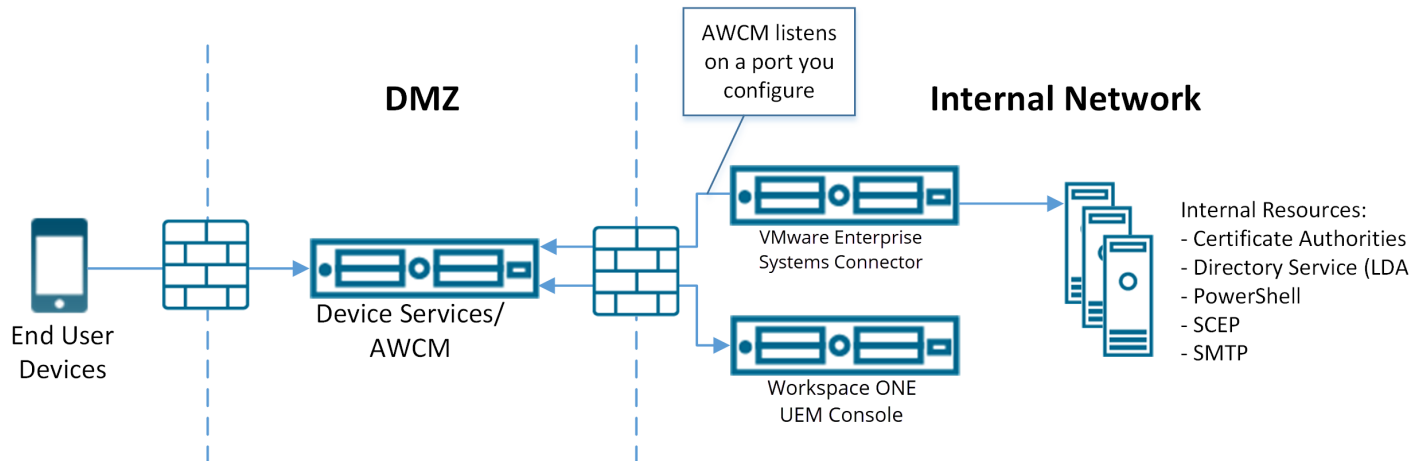 AWCM listens
on a port you
configure
DMZ
Internal Network
VMware Enterprise
Systems Connector
Internal Resources:
- Certificate Authorities
- Directory Service (LDA
- PowerShell
- SCEP
- SMTP
Device Services/
AWCM
End User
Devices
Workspace ONE
UEM Console